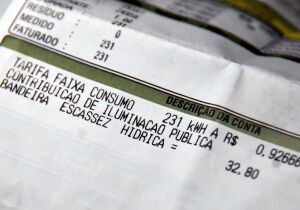 RESÍDUO :
MEDIDO : 0
FATURADO : 231
231
DESCRIÇÃO DA CONTA
TARIFA FAIXA CONSUMO 231 KWH A R$ 0,92666
CONTRIBUICAO DE ILUMINACAO PUBLICA 32.80
BANDEIRA ESCASSEZ HIDRICA =